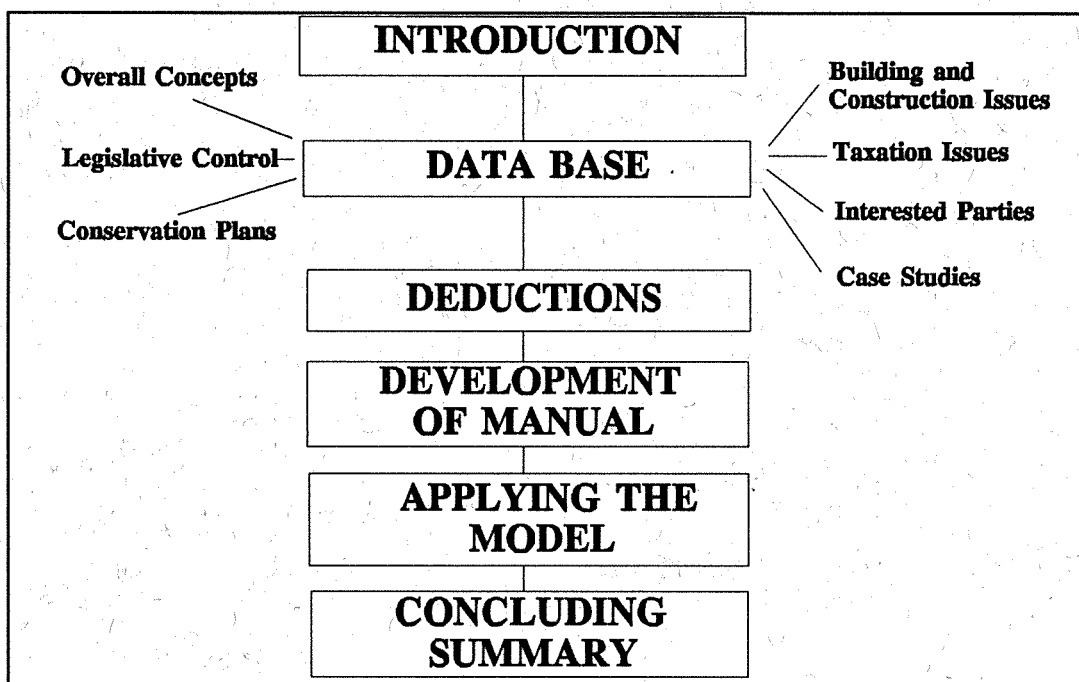 INTRODUCTION
Overall Concepts
Legislative Control
Conservation Plans
DATA BASE
Building and
Construction Issues
Taxation Issues
Interested Parties
Case Studies
DEDUCTIONS
DEVELOPMENT
OF MANUAL
APPLYING THE
MODEL
CONCLUDING
SUMMARY